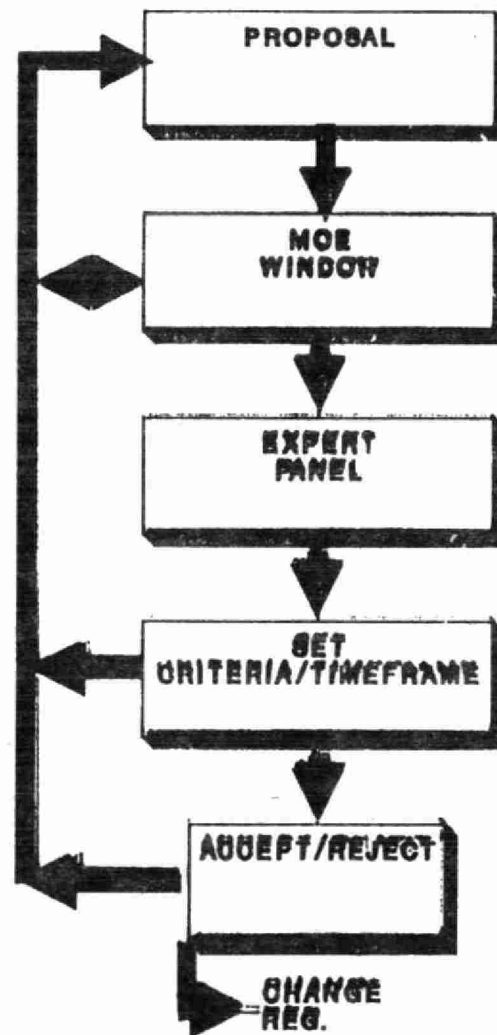 PROPOSAL
MOE
WINDOW
EXPERT
PANEL
SET
CRITERIA/TIMEFRAME
ACCEPT/REJECT
CHANGE
REG.